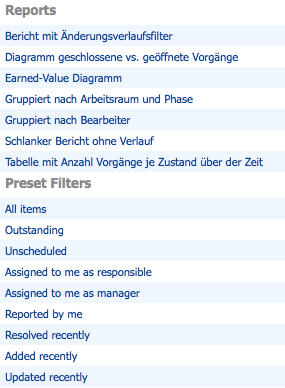 Reports
Bericht mit Änderungsverlaufsfilter
Diagramm geschlossene vs. geöffnete Vorgänge
Earned-Value Diagramm
Gruppiert nach Arbeitsraum und Phase
Gruppiert nach Bearbeiter
Schlanker Bericht ohne Verlauf
Tabelle mit Anzahl Vorgänge je Zustand über der Zeit
Preset Filters
All items
Outstanding
Unscheduled
Assigned to me as responsible
Assigned to me as manager
Reported by me
Resolved recently
Added recently
Updated recently